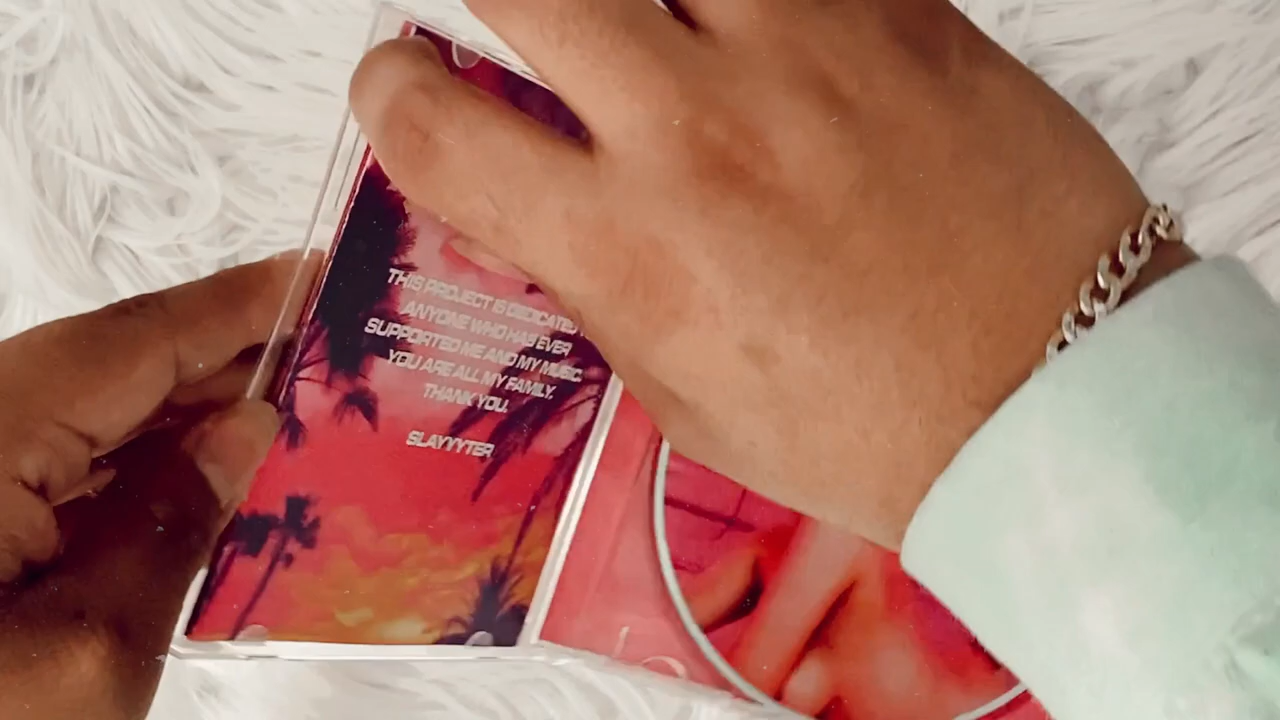 THIS PROJECT IS DEDICATED
ANYONE WHO HAS EVER
SUPPORTED ME AND MY MUSIC.
YOU ARE ALL MY FAMILY.
THANK YOU.
SLAYYYTER